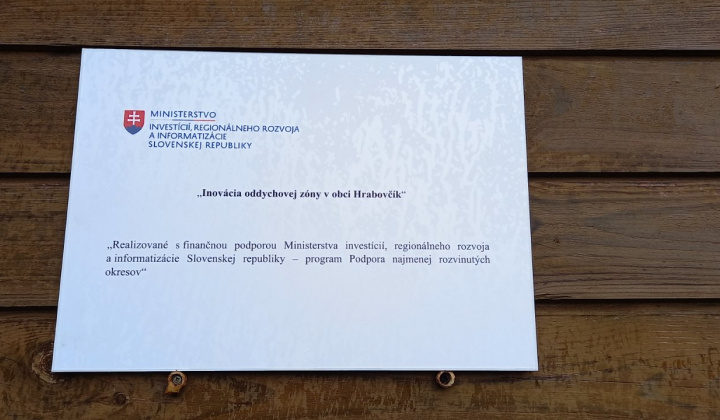 MINISTERSTVO
INVESTÍCIÍ, REGIONÁLNEHO ROZVOJA
A INFORMATIZÁCIE
SLOVENSKEJ REPUBLIKY
„Inovácia oddychovej zóny v obci Hrabovčík“
„Realizované s finančnou podporou Ministerstva investícií, regionálneho rozvoja
a informatizácie Slovenskej republiky – program Podpora najmenej rozvinutých
okresov“